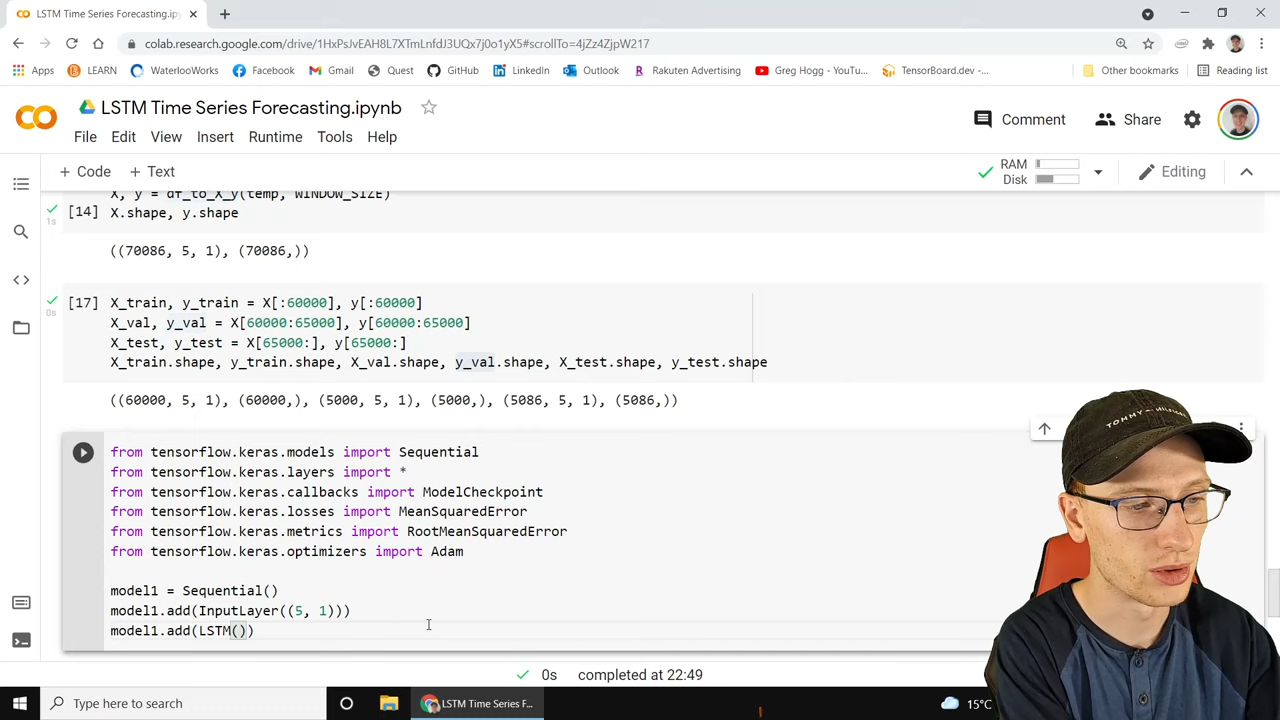 LSTM Time Series Forecasting.ipyn
colab.research.google.com/drive/1HxPsJvEAH8L7XTmLnfdJ3UQx7j0o1yX5#scrollTo=4jZz4ZjpW217
Apps LEARN WaterlooWorks Facebook Gmail Quest GitHub LinkedIn Outlook Rakuten Advertising Greg Hogg - YouTu... TensorBoard.dev -... Other bookmarks Reading list
LSTM Time Series Forecasting.ipynb
Comment Share
File Edit View Insert Runtime Tools Help
+ Code + Text
RAM
Disk
Editing
X, y = df_to_X_y(temp, WINDOW_SIZE)
[14] X.shape, y.shape
1s
((70086, 5, 1), (70086,))
[17] X_train, y_train = X[:60000], y[:60000]
0s
X_val, y_val = X[60000:65000], y[60000:65000]
X_test, y_test = X[65000:], y[65000:]
X_train.shape, y_train.shape, X_val.shape, y_val.shape, X_test.shape, y_test.shape
((60000, 5, 1), (60000,), (5000, 5, 1), (5000,), (5086, 5, 1), (5086,))
from tensorflow.keras.models import Sequential
from tensorflow.keras.layers import *
from tensorflow.keras.callbacks import ModelCheckpoint
from tensorflow.keras.losses import MeanSquaredError
from tensorflow.keras.metrics import RootMeanSquaredError
from tensorflow.keras.optimizers import Adam
model1 = Sequential()
model1.add(InputLayer((5, 1)))
model1.add(LSTM())
0s completed at 22:49
Type here to search
LSTM Time Series F...
15°C
TOMMY HILFIGER